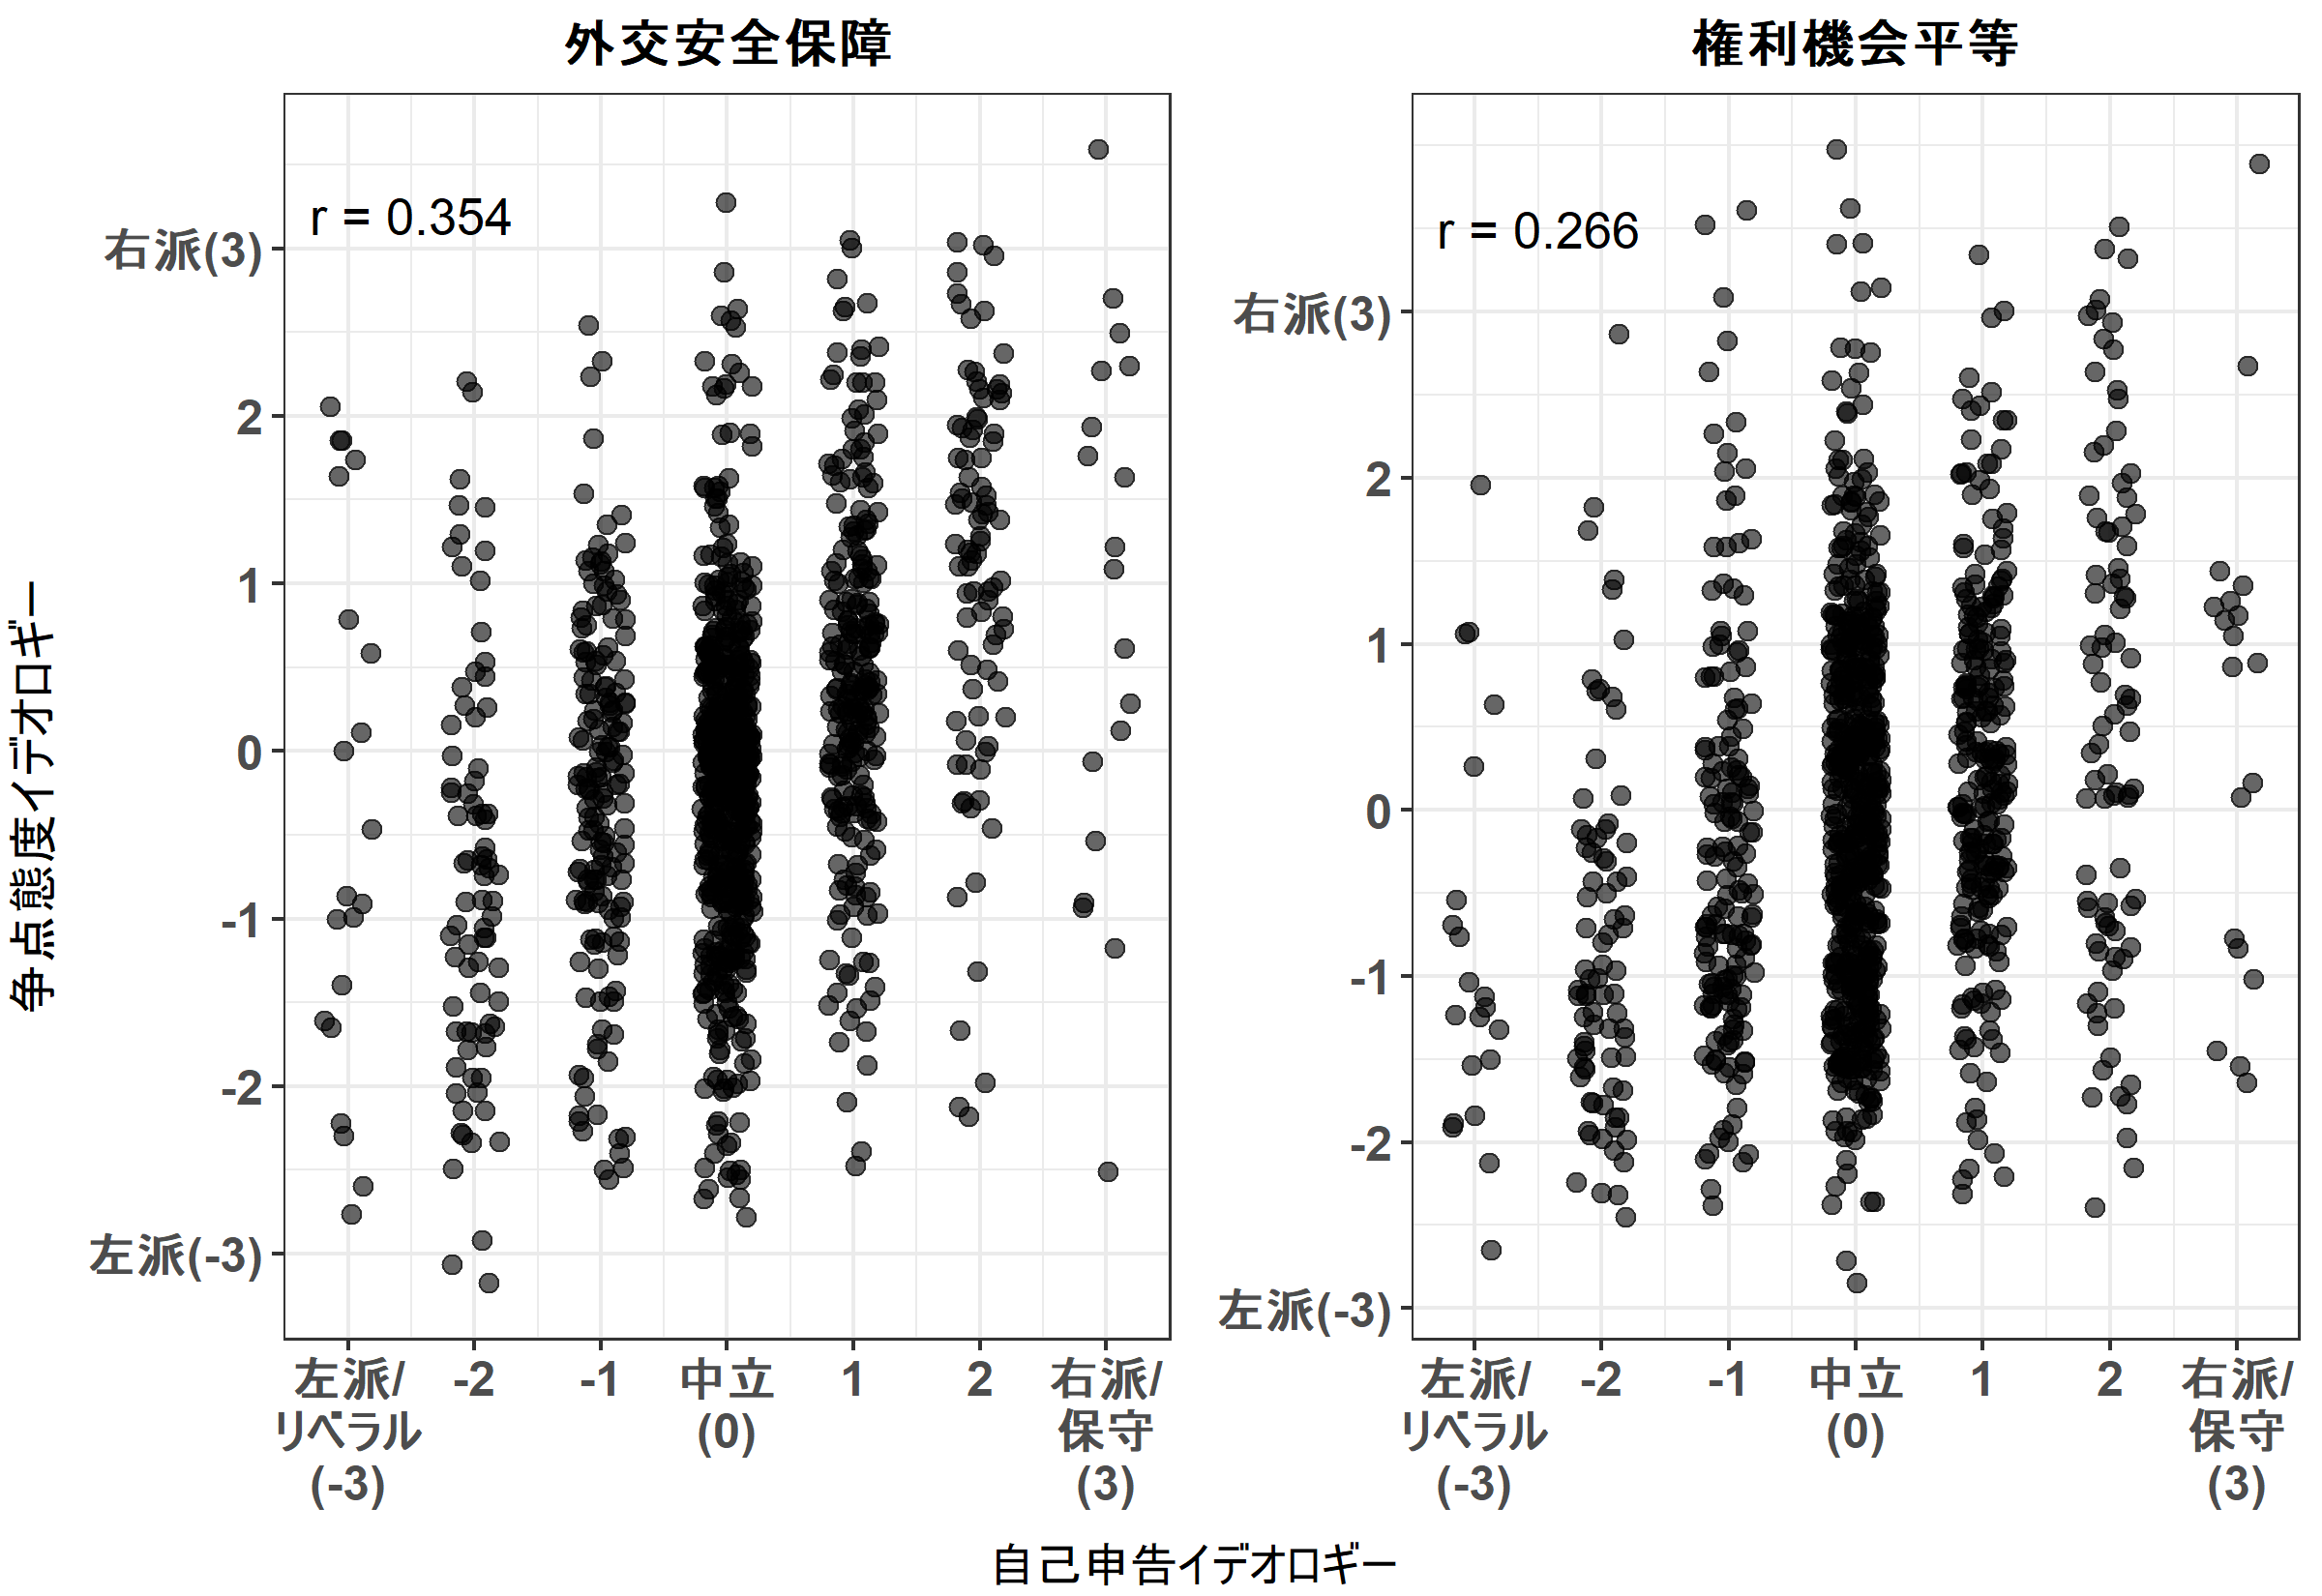 外交安全保障
権利機会平等
争点態度イデオロギー
r = 0.354
右派(3)
2
1
0
-1
-2
左派(-3)
左派/
リベラル
(-3)
-2
-1
中立
(0)
1
2
右派/
保守
(3)
r = 0.266
右派(3)
2
1
0
-1
-2
左派(-3)
左派/
リベラル
(-3)
-2
-1
中立
(0)
1
2
右派/
保守
(3)
自己申告イデオロギー